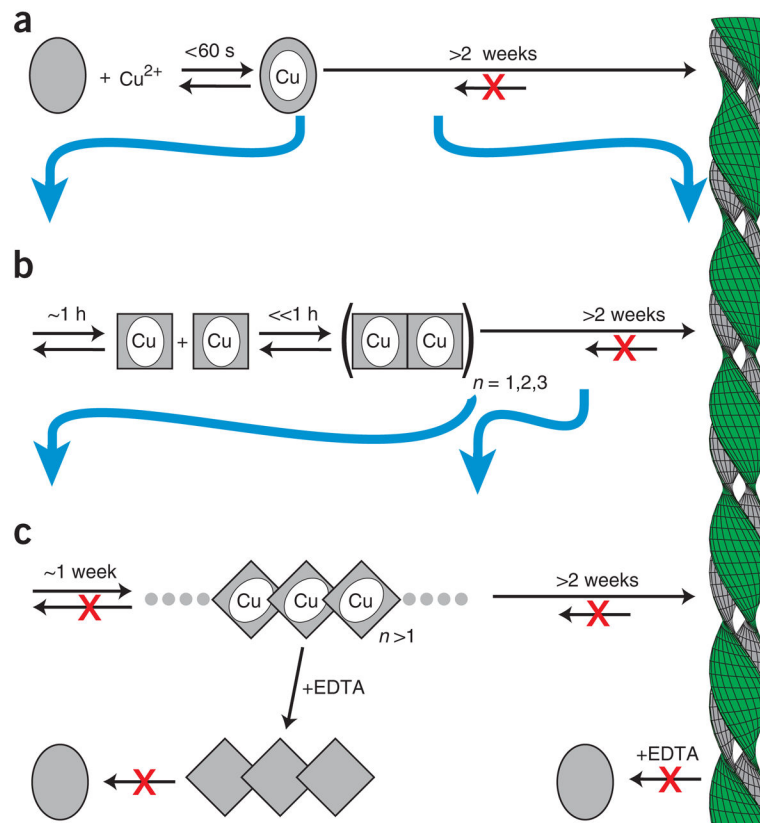 a
<60 s
+ Cu²⁺
Cu
>2 weeks
X
b
~1 h
Cu
+
Cu
<<1 h
(Cu Cu)
n = 1,2,3
>2 weeks
X
c
~1 week
X
Cu
Cu
Cu
n >1
>2 weeks
X
+EDTA
X
+EDTA
X